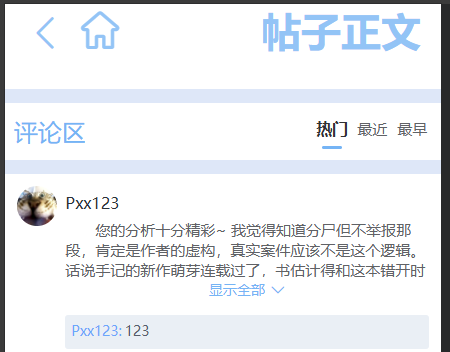 帖子正文
评论区 热门 最近 最早
Pxx123
您的分析十分精彩~ 我觉得知道分尸但不举报那
段，肯定是作者的虚构，真实案件应该不是这个逻辑。
话说手记的新作萌芽连载过了，书估计得和这本错开时
显示全部
Pxx123: 123